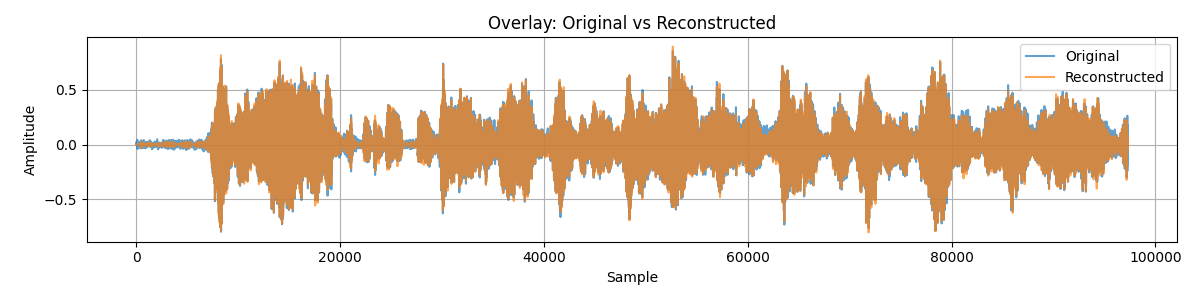 Overlay: Original vs Reconstructed
Original
Reconstructed
Amplitude
0.5
0.0
−0.5
0
20000
40000
60000
80000
100000
Sample